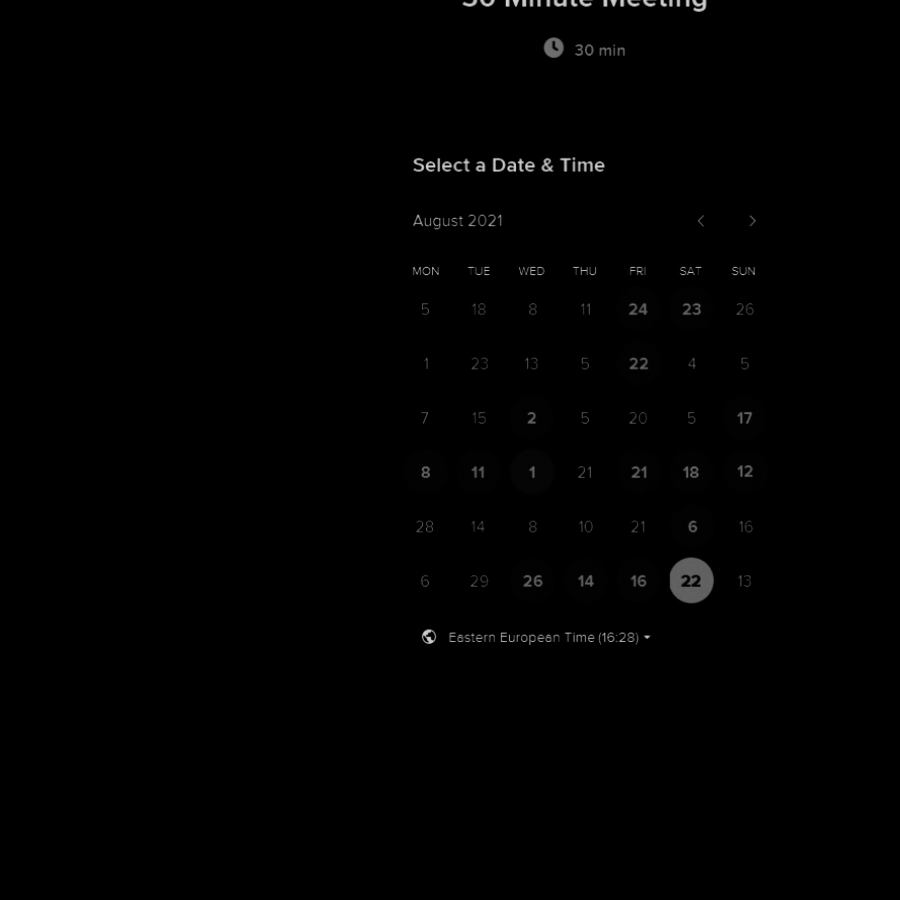 30 Minute Meeting
30 min
Select a Date & Time
August 2021
MON TUE WED THU FRI SAT SUN
5 18 8 11 24 23 26
1 23 13 5 22 4 5
7 15 2 5 20 5 17
8 11 1 21 21 18 12
28 14 8 10 21 6 16
6 29 26 14 16 22 13
Eastern European Time (16:28)